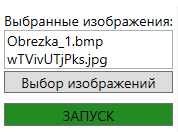 Выбранные изображения:
Obrezka_1.bmp
wTVivUTjPks.jpg
Выбор изображений
ЗАПУСК